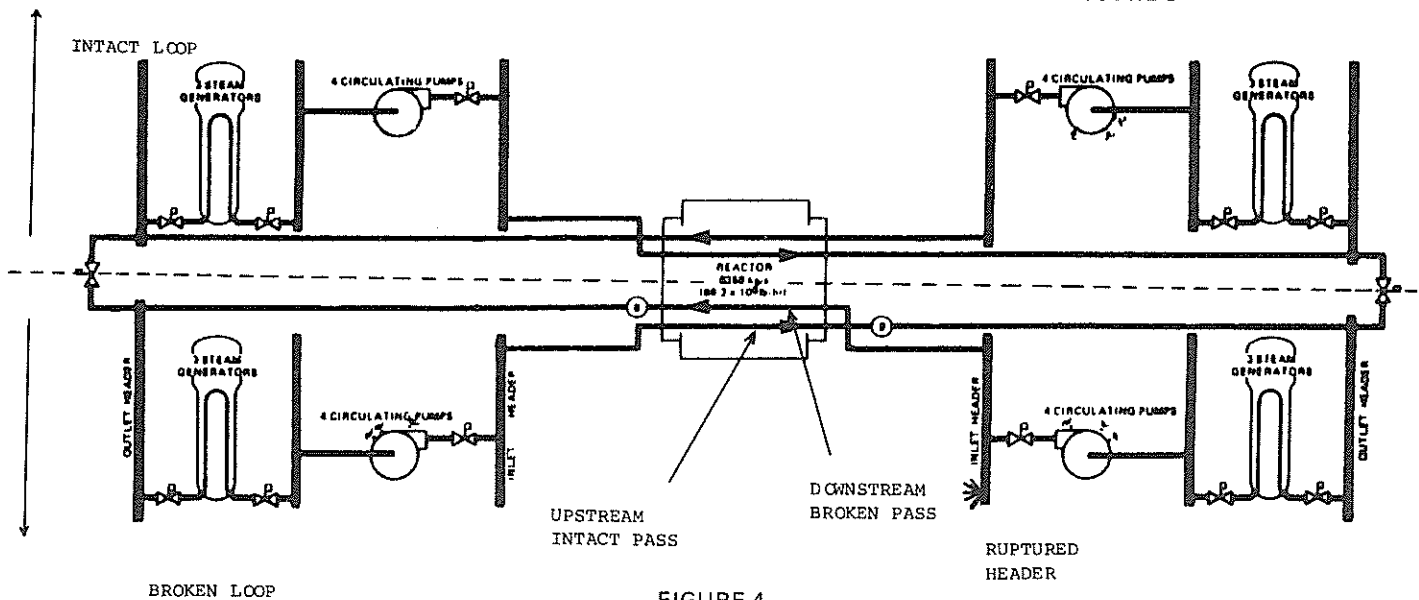 INTACT LOOP
3 STEAM
GENERATORS
4 CIRCULATING PUMPS
4 CIRCULATING PUMPS
3 STEAM
GENERATORS
REACTOR
OUTLET HEADER
3 STEAM
GENERATORS
4 CIRCULATING PUMPS
INLET HEADER
INLET HEADER
4 CIRCULATING PUMPS
3 STEAM
GENERATORS
OUTLET HEADER
UPSTREAM
INTACT PASS
DOWNSTREAM
BROKEN PASS
RUPTURED
HEADER
BROKEN LOOP
FIGURE 4